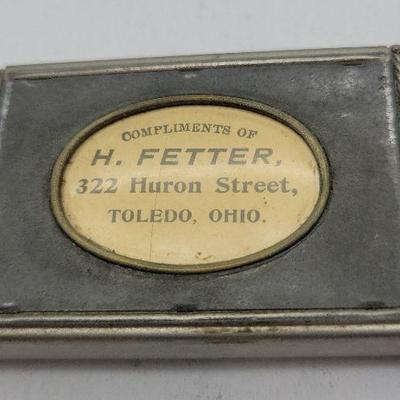 COMPLIMENTS OF
H. FETTER,
322 Huron Street,
TOLEDO, OHIO.